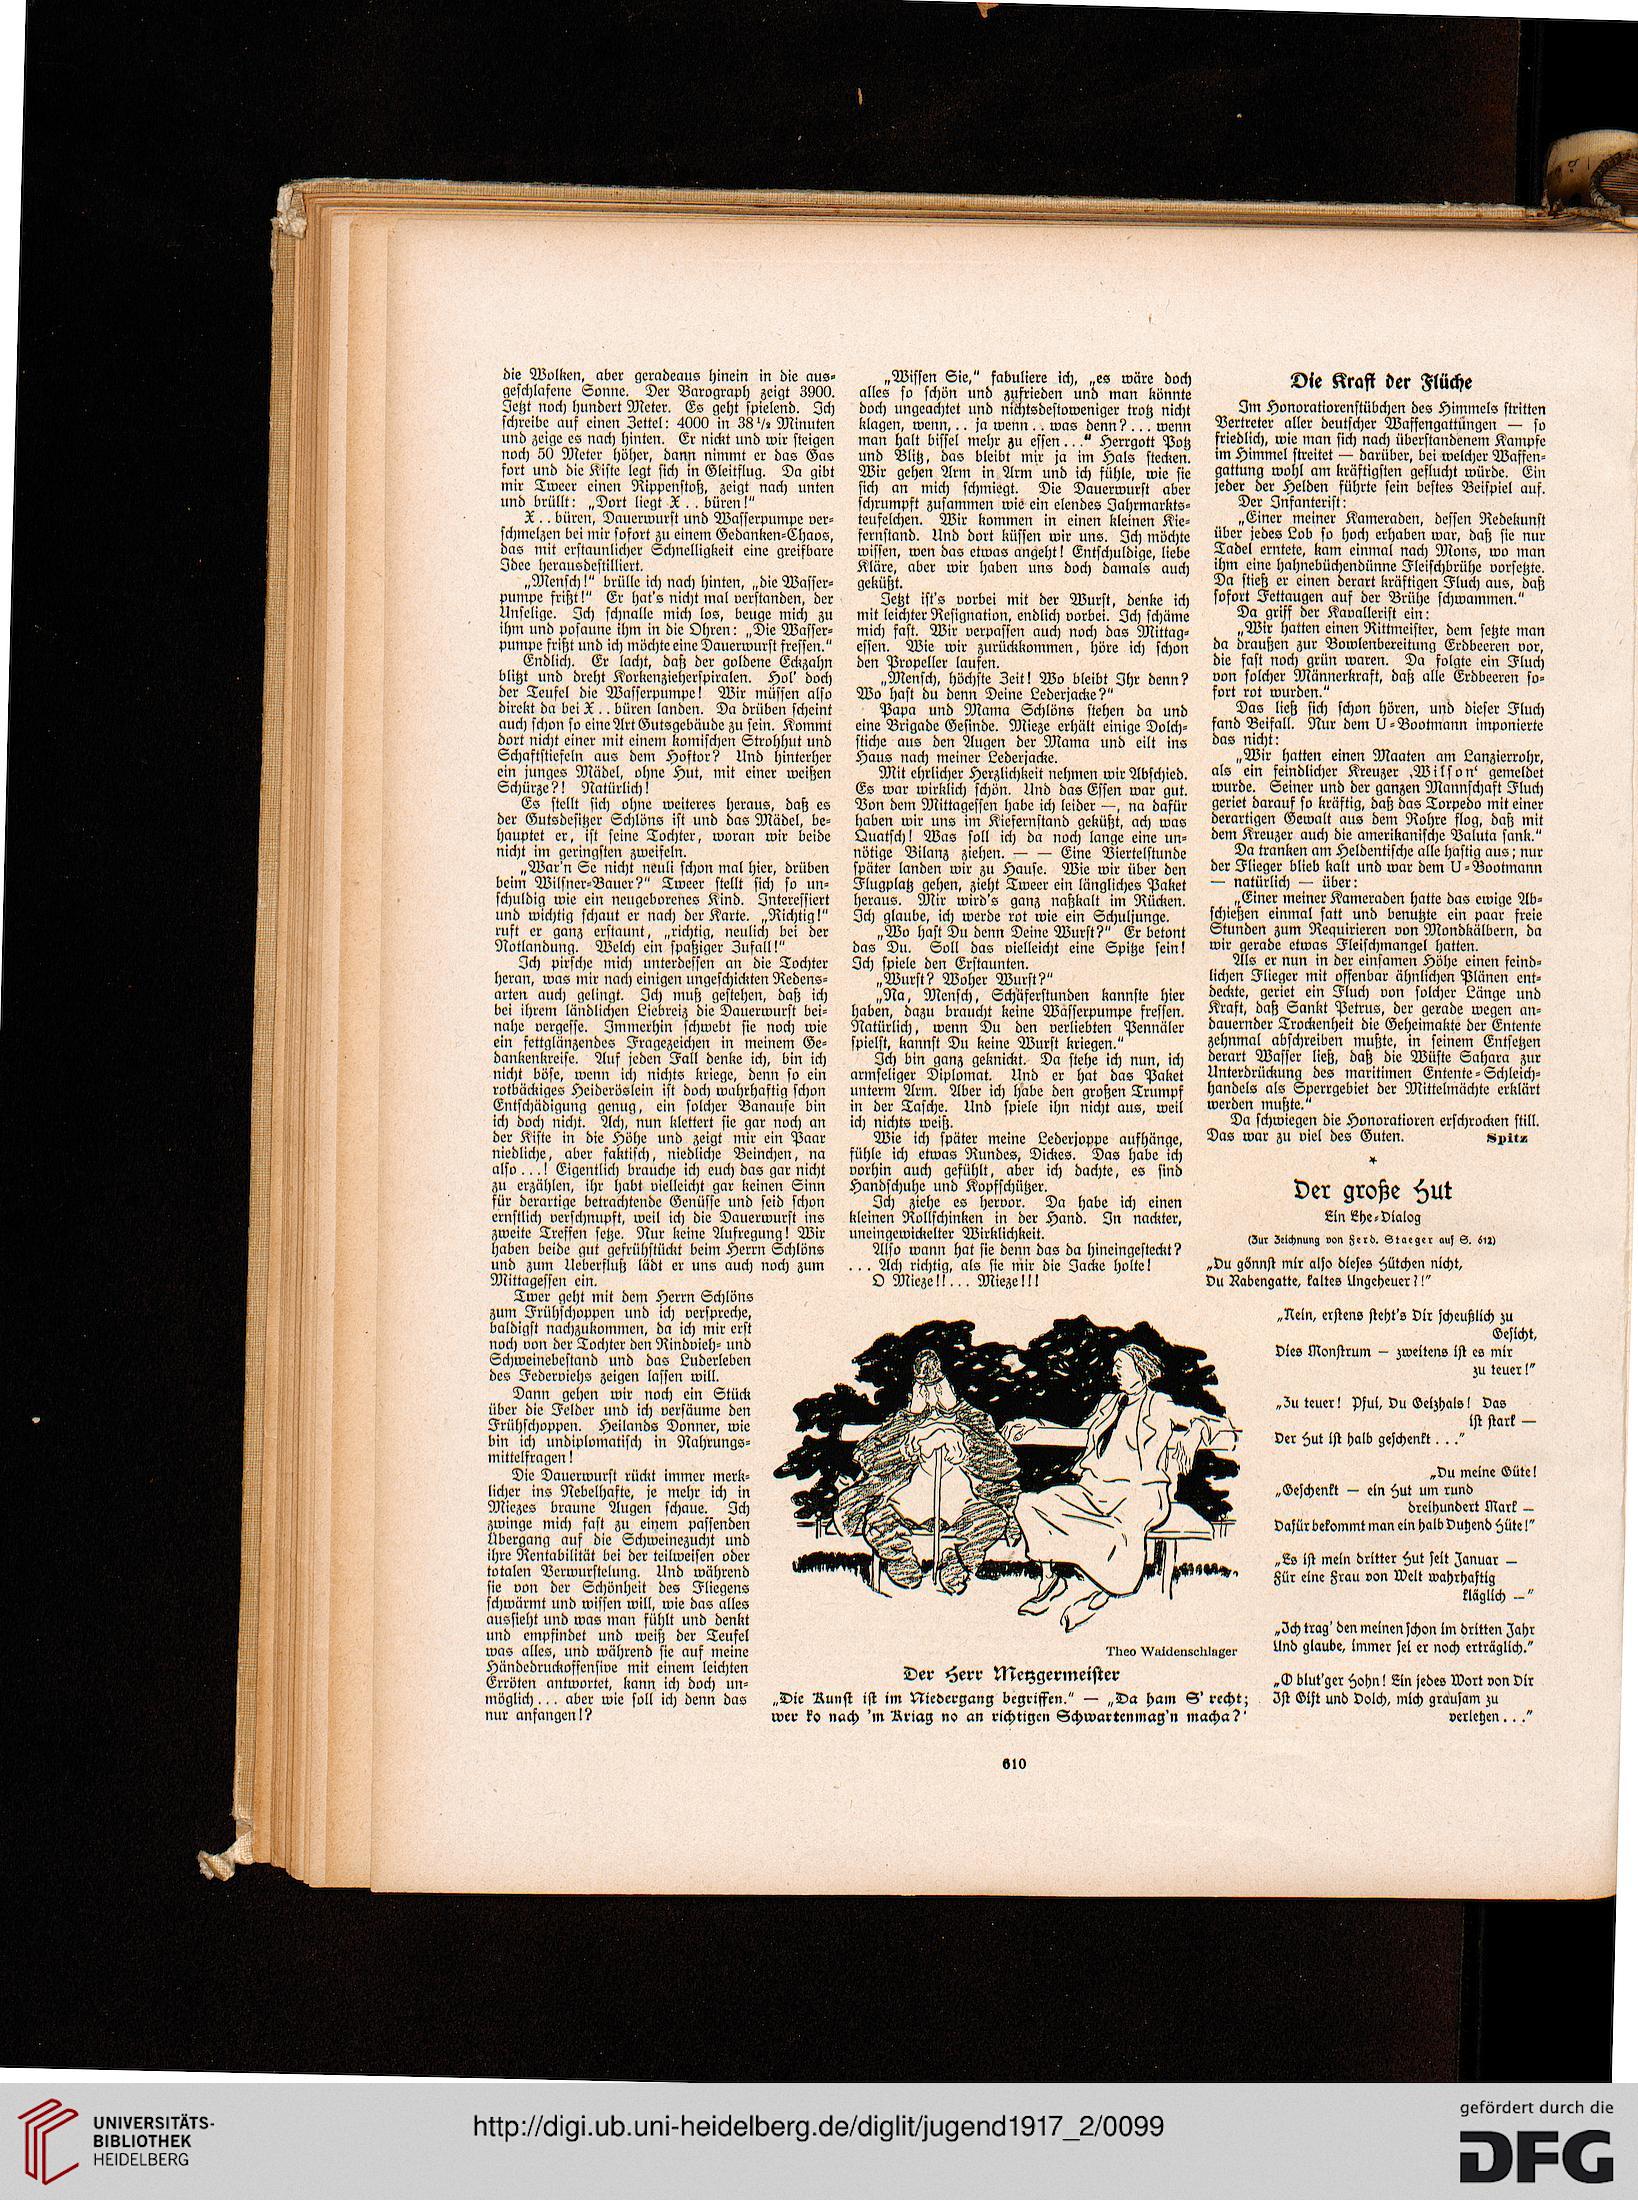 die Wolken, aber geradeaus hinein in die aus-
geschlafene Sonne. Der Barograph zeigt 3900.
Jetzt noch hundert Meter. Es geht spielend. Ich
schreibe auf einen Zettel: 4000 in 38 1/2 Minuten
und zeige es nach hinten. Er nickt und wir steigen
noch 50 Meter höher, dann nimmt er das Gas
fort und die Kiste legt sich in Gleitflug. Da gibt
mir Tweer einen Rippenstoß, zeigt nach unten
und brüllt: „Dort liegt X . . büren!"
X . . büren, Dauerwurst und Wasserpumpe ver-
schmelzen bei mir sofort zu einem Gedanken-Chaos,
das mit erstaunlicher Schnelligkeit eine greifbare
Idee herausdestilliert.
„Mensch!" brülle ich nach hinten, „die Wasser-
pumpe frißt!" Er hat's nicht mal verstanden, der
Unselige. Ich schnalle mich los, beuge mich zu
ihm und posaune ihm in die Ohren: „Die Wasser-
pumpe frißt und ich möchte eine Dauerwurst fressen."
Endlich. Er lacht, daß der goldene Eckzahn
blitzt und dreht Korkenzieherspiralen. Hol' doch
der Teufel die Wasserpumpe! Wir müssen also
direkt da bei X . . büren landen. Da drüben scheint
auch schon so eine Art Gutsgebäude zu sein. Kommt
dort nicht einer mit einem komischen Strohhut und
Schaftstiefeln aus dem Hoftor? Und hinterher
ein junges Mädel, ohne Hut, mit einer weißen
Schürze?! Natürlich!
Es stellt sich ohne weiteres heraus, daß es
der Gutsbesitzer Schlöns ist und das Mädel, be-
hauptet er, ist seine Tochter, woran wir beide
nicht im geringsten zweifeln.
„War'n Se nicht neuli schon mal hier, drüben
beim Wilsner-Bauer?" Tweer stellt sich so un-
schuldig wie ein neugeborenes Kind. Interessiert
und wichtig schaut er nach der Karte. „Richtig!"
ruft er ganz erstaunt, „richtig, neulich bei der
Notlandung. Welch ein spaßiger Zufall!"
Ich pirsche mich unterdessen an die Tochter
heran, was mir nach einigen ungeschickten Redens-
arten auch gelingt. Ich muß gestehen, daß ich
bei ihrem ländlichen Liebreiz die Dauerwurst bei-
nahe vergesse. Immerhin schwebt sie noch wie
ein fettglänzendes Fragezeichen in meinem Ge-
dankenkreise. Auf jeden Fall denke ich, bin ich
nicht böse, wenn ich nichts kriege, denn so ein
rotbäckiges Heideröslein ist doch wahrhaftig schon
Entschädigung genug, ein solcher Banause bin
ich doch nicht. Ach, nun klettert sie gar noch an
der Kiste in die Höhe und zeigt mir ein Paar
niedliche, aber faktisch, niedliche Beinchen, na
also . . .! Eigentlich brauche ich euch das gar nicht
zu erzählen, ihr habt vielleicht gar keinen Sinn
für derartige betrachtende Genüsse und seid schon
ernstlich verschnupft, weil ich die Dauerwurst ins
zweite Treffen setze. Nur keine Aufregung! Wir
haben beide gut gefrühstückt beim Herrn Schlöns
und zum Ueberfluß lädt er uns auch noch zum
Mittagessen ein.
Twer geht mit dem Herrn Schlöns
zum Frühschoppen und ich verspreche,
baldigst nachzukommen, da ich mir erst
noch von der Tochter den Rindvieh- und
Schweinebestand und das Luderleben
des Federviehs zeigen lassen will.
Dann gehen wir noch ein Stück
über die Felder und ich versäume den
Frühschoppen. Heilands Donner, wie
bin ich undiplomatisch in Nahrungs-
mittelfragen!
Die Dauerwurst rückt immer merk-
licher ins Nebelhafte, je mehr ich in
Miezes braune Augen schaue. Ich
zwinge mich fast zu einem passenden
Übergang auf die Schweinezucht und
ihre Rentabilität bei der teilweisen oder
totalen Verwurstelung. Und während
sie von der Schönheit des Fliegens
schwärmt und wissen will, wie das alles
aussieht und was man fühlt und denkt
und empfindet und weiß der Teufel
was alles, und während sie auf meine
Händedruckoffensive mit einem leichten
Erröten antwortet, kann ich doch un-
möglich . . . aber wie soll ich denn das
nur anfangen!?
„Wissen Sie," fabuliere ich, „es wäre doch
alles so schön und zufrieden und man könnte
doch ungeachtet und nichtsdestoweniger trotz nicht
klagen, wenn, . . ja wenn . . was denn? . . . wenn
man halt bissel mehr zu essen . . ." Herrgott Potz
und Blitz, das bleibt mir ja im Hals stecken.
Wir gehen Arm in Arm und ich fühle, wie sie
sich an mich schmiegt. Die Dauerwurst aber
schrumpft zusammen wie ein elendes Jahrmarkts-
teufelchen. Wir kommen in einen kleinen Kie-
fernstand. Und dort küssen wir uns. Ich möchte
wissen, wen das etwas angeht! Entschuldige, liebe
Kläre, aber wir haben uns doch damals auch
geküßt.
Jetzt ist's vorbei mit der Wurst, denke ich
mit leichter Resignation, endlich vorbei. Ich schäme
mich fast. Wir verpassen auch noch das Mittag-
essen. Wie wir zurückkommen, höre ich schon
den Propeller laufen.
„Mensch, höchste Zeit! Wo bleibt Ihr denn?
Wo hast du denn Deine Lederjacke?"
Papa und Mama Schlöns stehen da und
eine Brigade Gesinde. Mieze erhält einige Dolch-
stiche aus den Augen der Mama und eilt ins
Haus nach meiner Lederjacke.
Mit ehrlicher Herzlichkeit nehmen wir Abschied.
Es war wirklich schön. Und das Essen war gut.
Von dem Mittagessen habe ich leider —, na dafür
haben wir uns im Kiefernstand geküßt, ach was
Quatsch! Was soll ich da noch lange eine un-
nötige Bilanz ziehen. — — Eine Viertelstunde
später landen wir zu Hause. Wie wir über den
Flugplatz gehen, zieht Tweer ein längliches Paket
heraus. Mir wird's ganz naßkalt im Rücken.
Ich glaube, ich werde rot wie ein Schuljunge.
„Wo hast Du denn Deine Wurst?" Er betont
das Du. Soll das vielleicht eine Spitze sein!
Ich spiele den Erstaunten.
„Wurst? Woher Wurst?"
„Na, Mensch, Schäferstunden kannste hier
haben, dazu braucht keine Wasserpumpe fressen.
Natürlich, wenn Du den verliebten Pennäler
spielst, kannst Du keine Wurst kriegen."
Ich bin ganz geknickt. Da stehe ich nun, ich
armseliger Diplomat. Und er hat das Paket
unterm Arm. Aber ich habe den großen Trumpf
in der Tasche. Und spiele ihn nicht aus, weil
ich nichts weiß.
Wie ich später meine Lederjoppe aufhänge,
fühle ich etwas Rundes, Dickes. Das habe ich
vorhin auch gefühlt, aber ich dachte, es sind
Handschuhe und Kopfschützer.
Ich ziehe es hervor. Da habe ich einen
kleinen Rollschinken in der Hand. In nackter,
uneingewickelter Wirklichkeit.
Also wann hat sie denn das da hineingesteckt?
. . . Ach richtig, als sie mir die Jacke holte!
O Mieze!! . . . Mieze!!!
Theo Waidenschlager
Der Herr Metzgermeister
„Die Kunst ist im Niedergang begriffen." — „Da ham S' recht;
wer ko nach 'm Kriag no an richtigen Schwartenmag'n macha?'
Die Kraft der Flüche
Im Honoratiorenstübchen des Himmels stritten
Vertreter aller deutscher Waffengattungen — so
friedlich, wie man sich nach überstandenem Kampfe
im Himmel streitet — darüber, bei welcher Waffen-
gattung wohl am kräftigsten geflucht würde. Ein
jeder der Helden führte sein bestes Beispiel auf.
Der Infanterist:
„Einer meiner Kameraden, dessen Redekunst
über jedes Lob so hoch erhaben war, daß sie nur
Tadel erntete, kam einmal nach Mons, wo man
ihm eine hahnebüchendünne Fleischbrühe vorsetzte.
Da stieß er einen derart kräftigen Fluch aus, daß
sofort Fettaugen auf der Brühe schwammen."
Da griff der Kavallerist ein:
„Wir hatten einen Rittmeister, dem setzte man
da draußen zur Bowlenbereitung Erdbeeren vor,
die fast noch grün waren. Da folgte ein Fluch
von solcher Männerkraft, daß alle Erdbeeren so-
fort rot wurden."
Das ließ sich schon hören, und dieser Fluch
fand Beifall. Nur dem U-Bootmann imponierte
das nicht:
„Wir hatten einen Maaten am Lanzierrohr,
als ein feindlicher Kreuzer ‚Wilson' gemeldet
wurde. Seiner und der ganzen Mannschaft Fluch
geriet darauf so kräftig, daß das Torpedo mit einer
derartigen Gewalt aus dem Rohre flog, daß mit
dem Kreuzer auch die amerikanische Valuta sank."
Da tranken am Heldentische alle hastig aus; nur
der Flieger blieb kalt und war dem U-Bootmann
— natürlich — über:
„Einer meiner Kameraden hatte das ewige Ab-
schießen einmal satt und benutzte ein paar freie
Stunden zum Requirieren von Mondkälbern, da
wir gerade etwas Fleischmangel hatten.
Als er nun in der einsamen Höhe einen feind-
lichen Flieger mit offenbar ähnlichen Plänen ent-
deckte, geriet ein Fluch von solcher Länge und
Kraft, daß Sankt Petrus, der gerade wegen an-
dauernder Trockenheit die Geheimakte der Entente
zehnmal abschreiben mußte, in seinem Entsetzen
derart Wasser ließ, daß die Wüste Sahara zur
Unterdrückung des maritimen Entente-Schleich-
handels als Sperrgebiet der Mittelmächte erklärt
werden mußte."
Da schwiegen die Honoratioren erschrocken still.
Das war zu viel des Guten. Spitz
*
Der große Hut
Ein Ehe-Dialog
(Zur Zeichnung von Ferd. Staeger auf S. 612)
„Du gönnst mir also dieses Hütchen nicht,
Du Rabengatte, kaltes Ungeheuer?!"
„Nein, erstens steht's Dir scheußlich zu
Gesicht,
Dies Monstrum — zweitens ist es mir
zu teuer!"
„Zu teuer! Pfui, Du Geizhals! Das
ist stark —
Der Hut ist halb geschenkt . . ."
„Du meine Güte!
„Geschenkt — ein Hut um rund
dreihundert Mark —
Dafür bekommt man ein halb Dutzend Hüte!"
„Es ist mein dritter Hut seit Januar —
Für eine Frau von Welt wahrhaftig
kläglich —"
„Ich trag' den meinen schon im dritten Jahr
Und glaube, immer sei er noch erträglich."
„O blut'ger Hohn! Ein jedes Wort von Dir
Ist Gift und Dolch, mich grausam zu
verletzen . . ."
610
UNIVERSITÄTS-
BIBLIOTHEK
HEIDELBERG
http://digi.ub.uni-heidelberg.de/diglit/jugend1917_2/0099
gefördert durch die
DFG